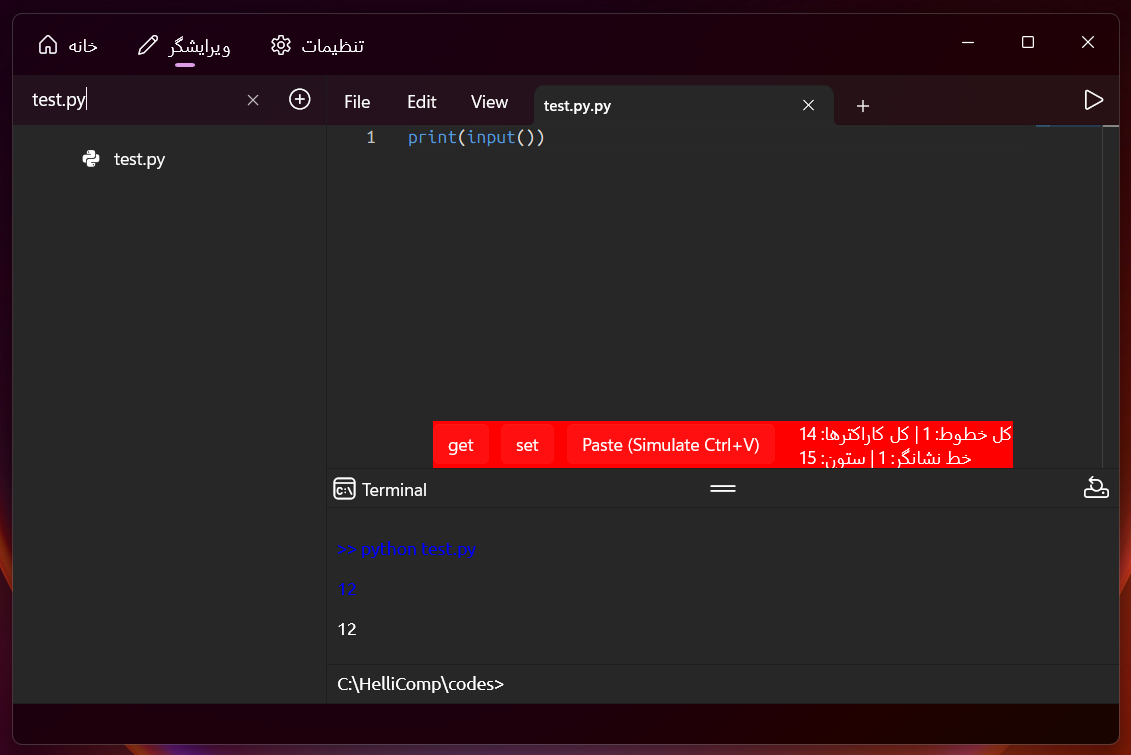 خانه
ویرایشگر
تنظیمات
test.py
File Edit View
test.py.py
test.py
1 print(input())
get set Paste (Simulate Ctrl+V)
کل خطوط: 1 | کل کاراکترها: 14
خط نشانگر: 1 | ستون: 15
Terminal
>> python test.py
12
12
C:\HelliComp\codes>